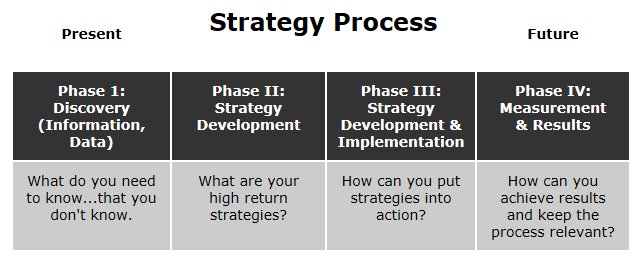 Strategy Process
Present
Future
Phase 1:
Discovery
(Information,
Data)
Phase II:
Strategy
Development
Phase III:
Strategy
Development &
Implementation
Phase IV:
Measurement
& Results
What do you need
to know...that you
don't know.
What are your
high return
strategies?
How can you put
strategies into
action?
How can you
achieve results
and keep the
process relevant?